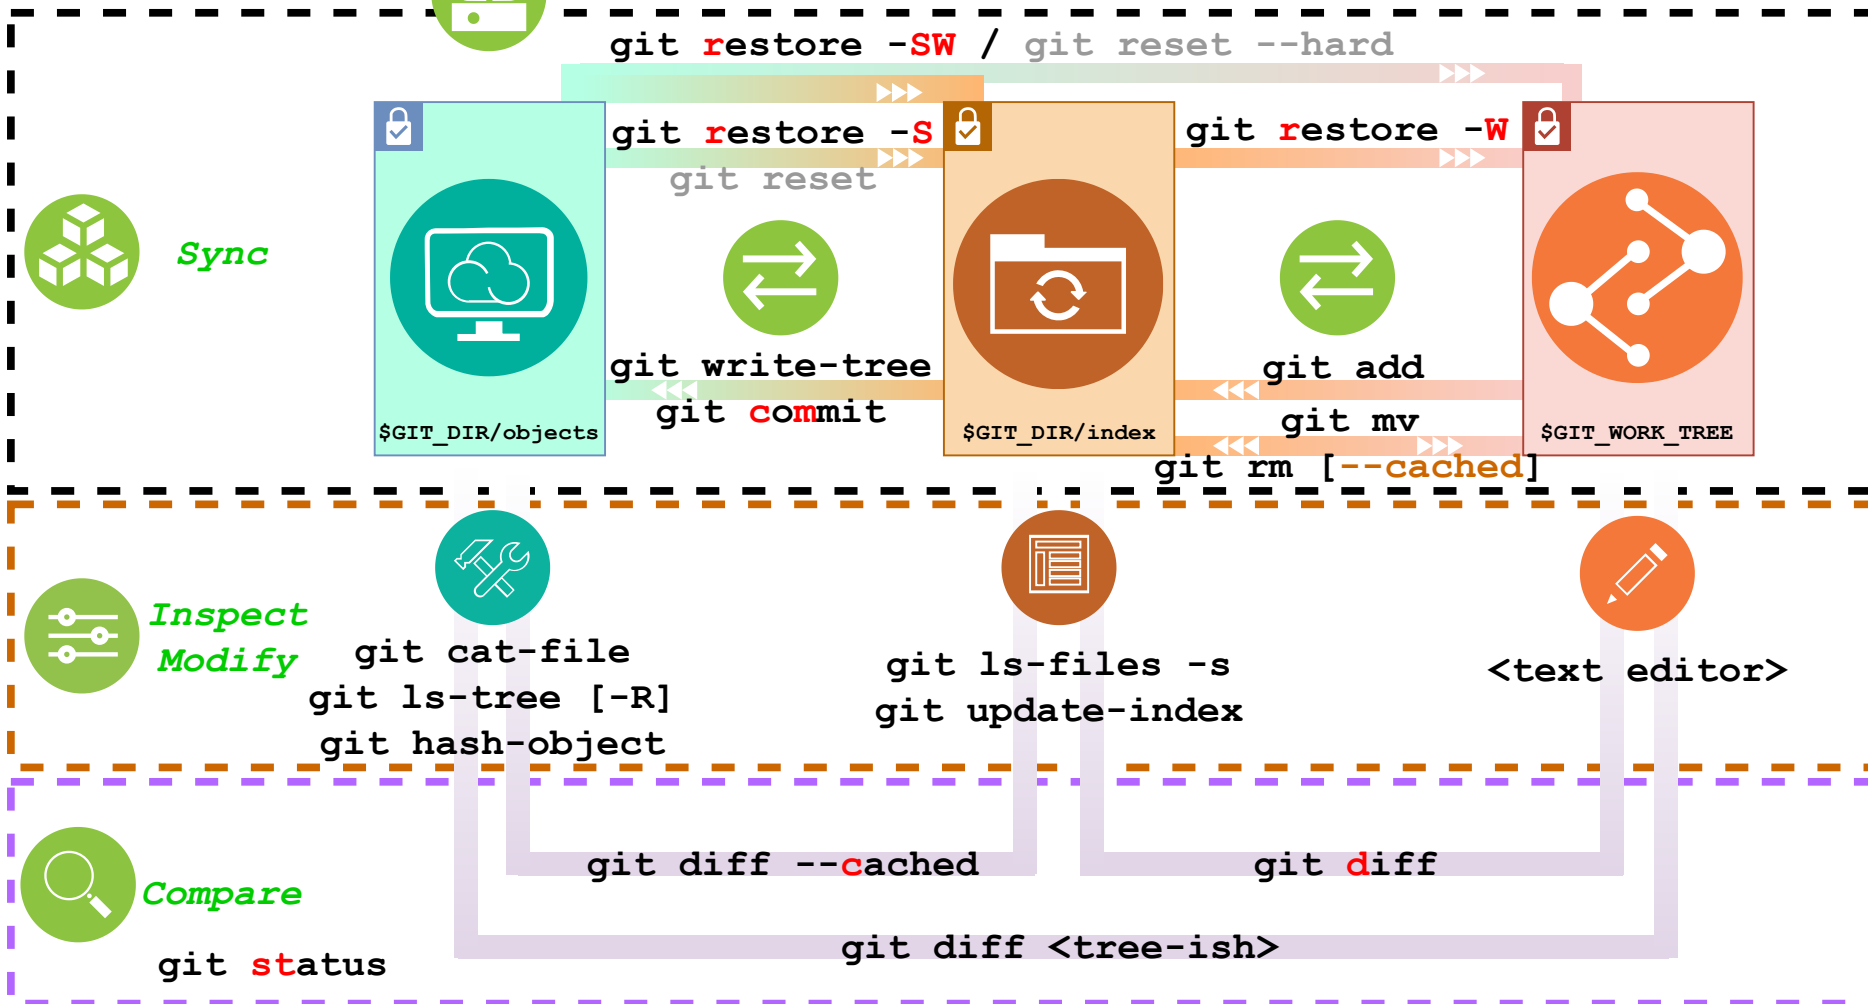 git restore -SW / git reset --hard
git restore -S
git restore -W
git reset
Sync
git write-tree
git add
git commit
git mv
$GIT_DIR/objects
$GIT_DIR/index
$GIT_WORK_TREE
git rm [--cached]
Inspect
Modify
git cat-file
git ls-tree [-R]
git hash-object
git ls-files -s
git update-index
<text editor>
git diff --cached
git diff
Compare
git diff <tree-ish>
git status